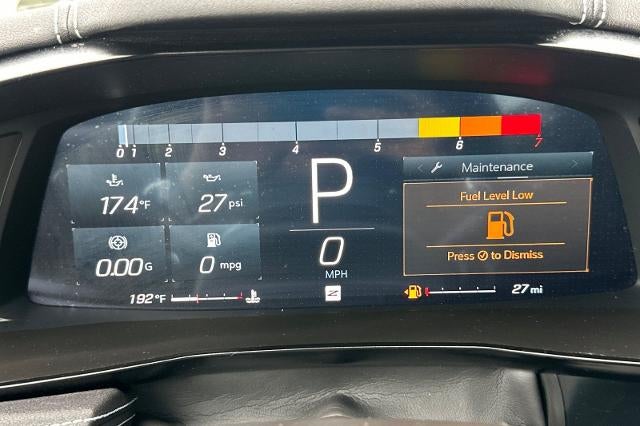 0 1 2 3 4 5 6 7
174°F
27 psi
0.00 G
0 mpg
P
0
MPH
< Maintenance >
Fuel Level Low
Press ✓ to Dismiss
192°F
Z
27 mi